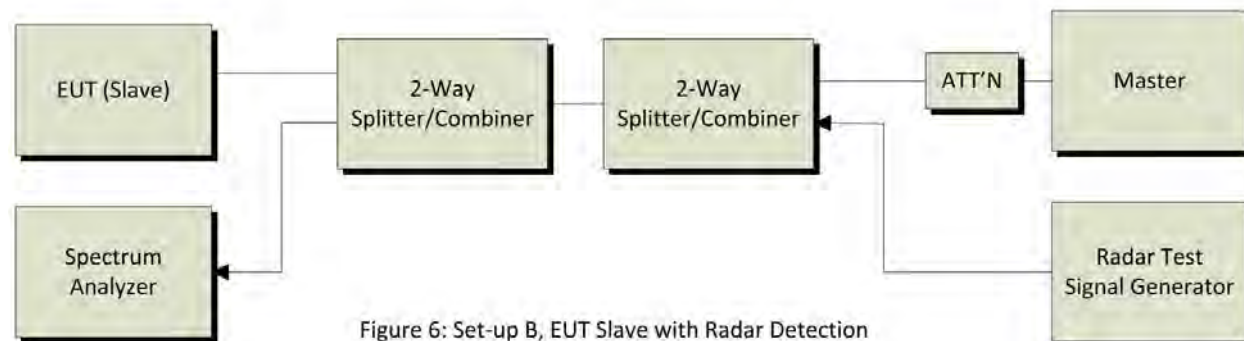 EUT (Slave)
2-Way
Splitter/Combiner
2-Way
Splitter/Combiner
ATT’N
Master
Spectrum
Analyzer
Radar Test
Signal Generator
Figure 6: Set-up B, EUT Slave with Radar Detection